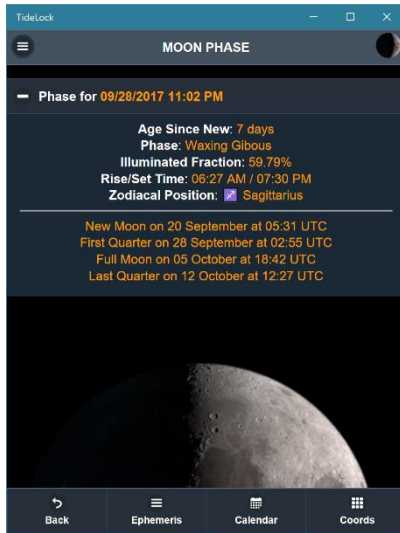 TideLock
MOON PHASE
Phase for 09/28/2017 11:02 PM
Age Since New: 7 days
Phase: Waxing Gibous
Illuminated Fraction: 59.79%
Rise/Set Time: 06:27 AM / 07:30 PM
Zodiacal Position: ♐ Sagittarius
New Moon on 20 September at 05:31 UTC
First Quarter on 28 September at 02:55 UTC
Full Moon on 05 October at 18:42 UTC
Last Quarter on 12 October at 12:27 UTC
Back Ephemeris Calendar Coords